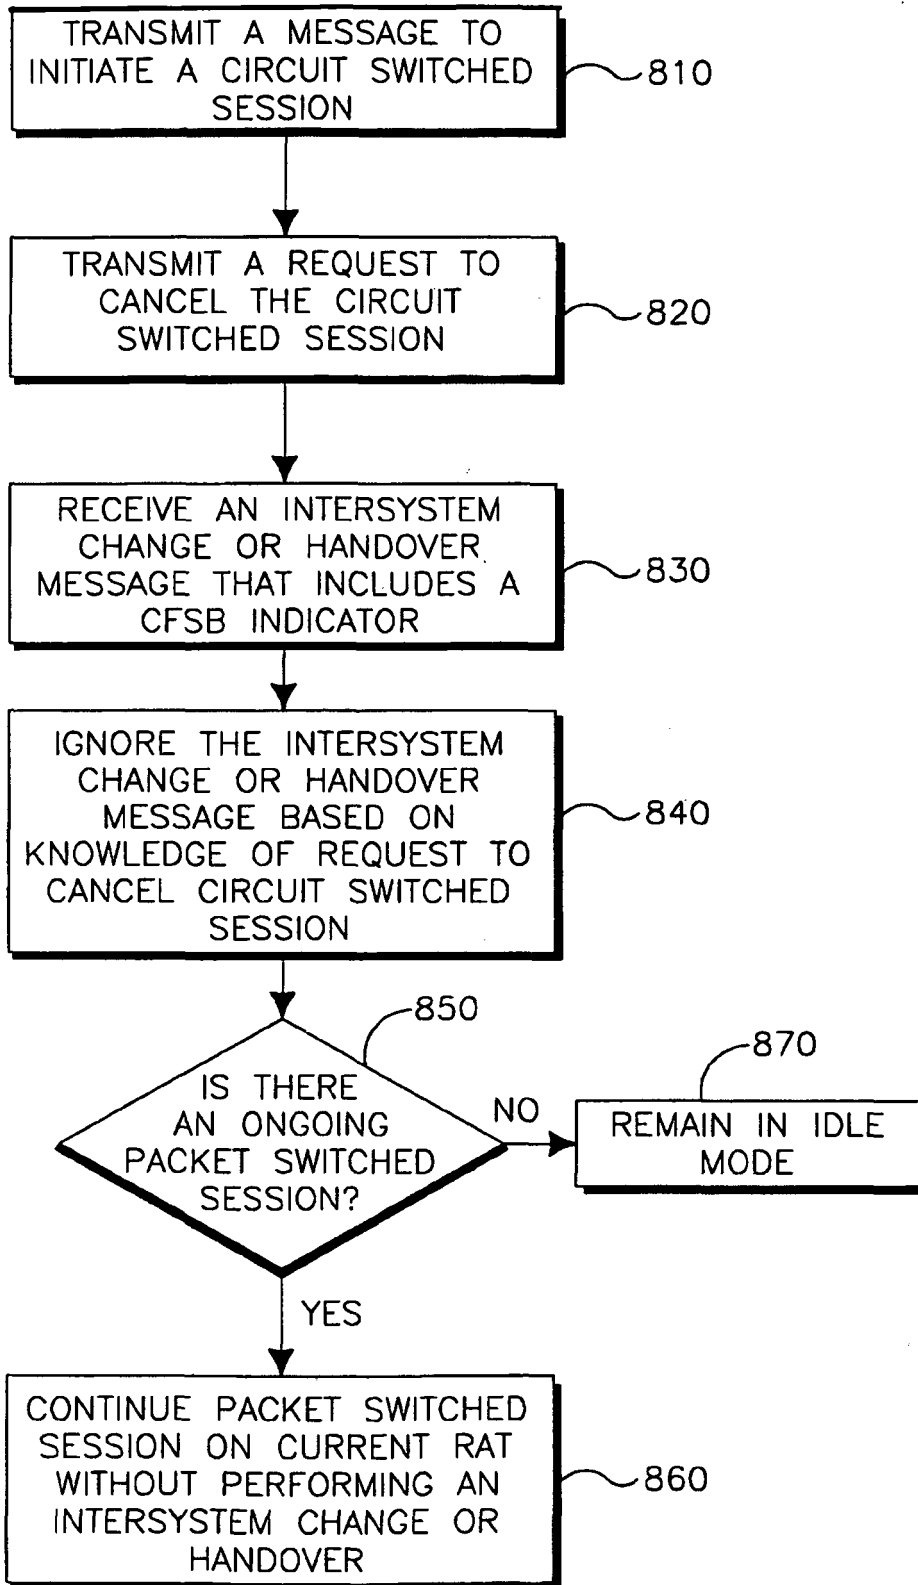 TRANSMIT A MESSAGE TO
INITIATE A CIRCUIT SWITCHED
SESSION
810
TRANSMIT A REQUEST TO
CANCEL THE CIRCUIT
SWITCHED SESSION
820
RECEIVE AN INTERSYSTEM
CHANGE OR HANDOVER
MESSAGE THAT INCLUDES A
CFSB INDICATOR
830
IGNORE THE INTERSYSTEM
CHANGE OR HANDOVER
MESSAGE BASED ON
KNOWLEDGE OF REQUEST TO
CANCEL CIRCUIT SWITCHED
SESSION
840
850
IS THERE
AN ONGOING
PACKET SWITCHED
SESSION?
NO
870
REMAIN IN IDLE
MODE
YES
CONTINUE PACKET SWITCHED
SESSION ON CURRENT RAT
WITHOUT PERFORMING AN
INTERSYSTEM CHANGE OR
HANDOVER
860